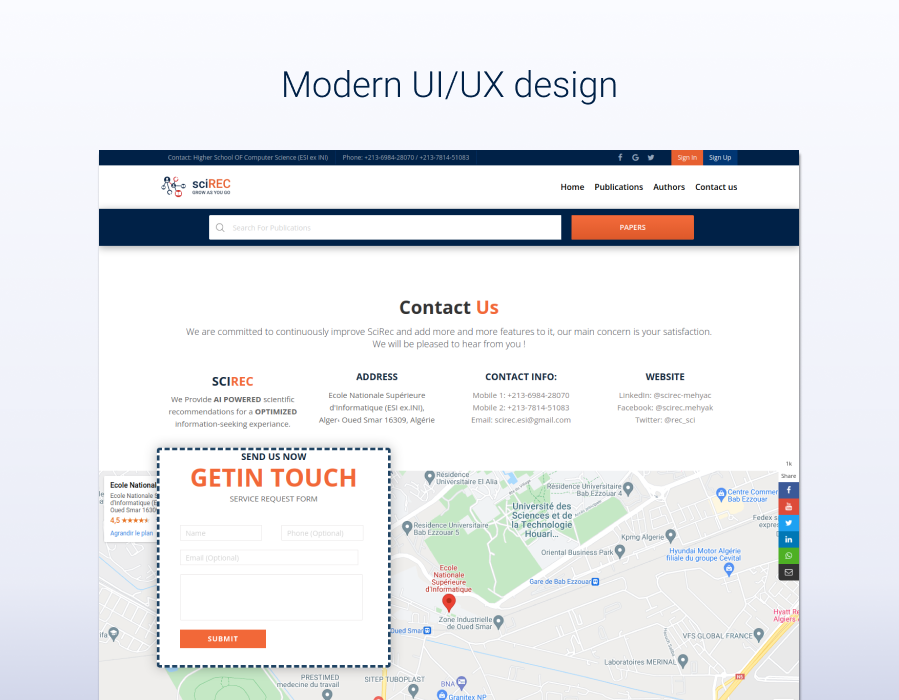 Modern UI/UX design
Contact: Higher School OF Computer Science (ESI ex INI)
Phone: +213-6984-28070 / +213-7814-51083
Sign In
Sign Up
sciREC
GROW AS YOU GO
Home
Publications
Authors
Contact us
Search For Publications
PAPERS
Contact Us
We are committed to continuously improve SciRec and add more and more features to it, our main concern is your satisfaction.
We will be pleased to hear from you !
SCIREC
We Provide AI POWERED scientific
recommendations for a OPTIMIZED
information-seeking experiance.
ADDRESS
Ecole Nationale Supérieure
d'Informatique (ESI ex.INI),
Alger› Oued Smar 16309, Algérie
CONTACT INFO:
Mobile 1: +213-6984-28070
Mobile 2: +213-7814-51083
Email: scirec.esi@gmail.com
WEBSITE
LinkedIn: @scirec-mehyac
Facebook: @scirec.mehyak
Twitter: @rec_sci
SEND US NOW
GETIN TOUCH
SERVICE REQUEST FORM
Name
Phone (Optional)
Email (Optional)
SUBMIT
Ecole National
Ecole Nationale S
d'Informatique (E
Oued Smar 1630
4,5
Agrandir le plan
1k
Share
Résidence
Universitaire El Alia
Résidence Universitaire
Bab Ezzouar 4
Centre Commer
Bab Ezzouar
Université des
Sciences et de
la Technologie
Houari...
Residence Universitaire
Bab Ezzouar 5
Fedex s
expres
Kpmg Algerie
Oriental Business Park
Hyundai Motor Algérie
filiale du groupe Cevital
Ecole
Nationale
Supérieure
d'Informatique
Gare de Bab Ezzouar
Zone Industrielle
de Oued Smar
Oued Smar
Hyatt Re
Algiers A
ifa
VFS GLOBAL FRANCE
Laboratoires MERINAL
PRESTIMED
medecine du travail
SITEP TUBOPLAST
BNA
Granitex NP
N5